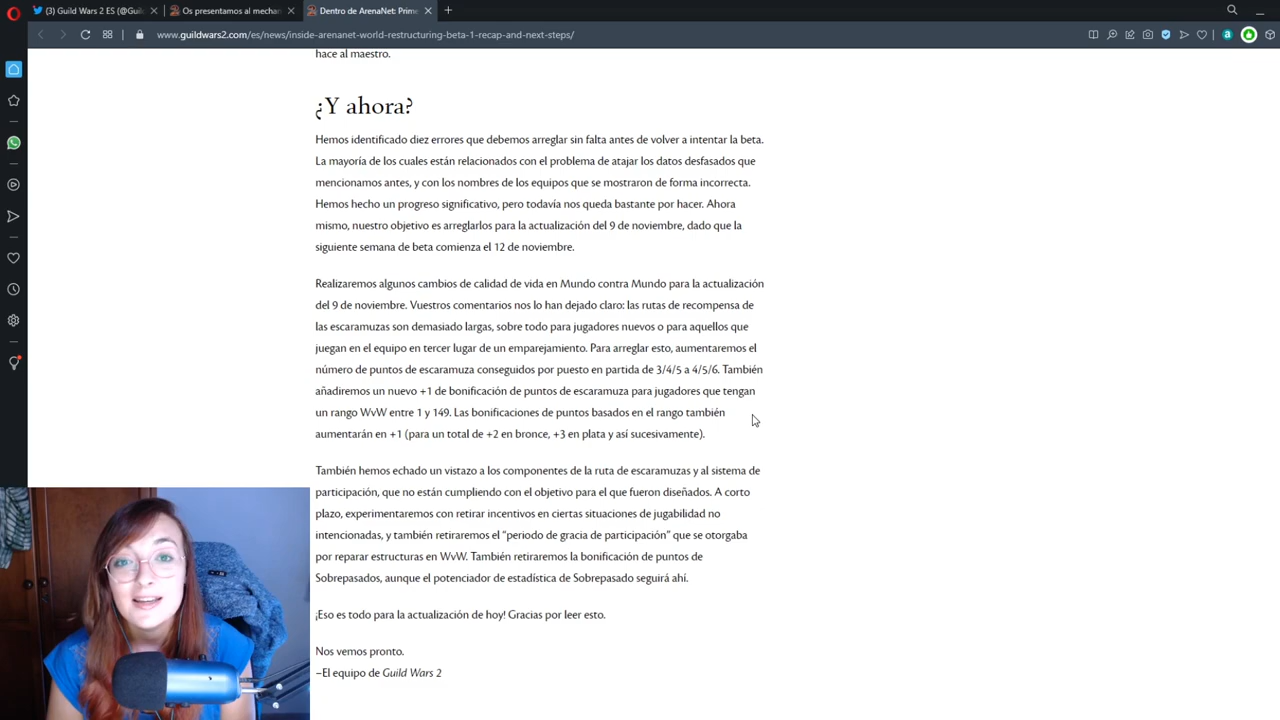 (3) Guild Wars 2 ES (@Guil
Os presentamos al mechan
Dentro de ArenaNet: Prime
www.guildwars2.com/es/news/inside-arenanet-world-restructuring-beta-1-recap-and-next-steps/
hace al maestro.
¿Y ahora?
Hemos identificado diez errores que debemos arreglar sin falta antes de volver a intentar la beta.
La mayoría de los cuales están relacionados con el problema de atajar los datos desfasados que
mencionamos antes, y con los nombres de los equipos que se mostraron de forma incorrecta.
Hemos hecho un progreso significativo, pero todavía nos queda bastante por hacer. Ahora
mismo, nuestro objetivo es arreglarlos para la actualización del 9 de noviembre, dado que la
siguiente semana de beta comienza el 12 de noviembre.
Realizaremos algunos cambios de calidad de vida en Mundo contra Mundo para la actualización
del 9 de noviembre. Vuestros comentarios nos lo han dejado claro: las rutas de recompensa de
las escaramuzas son demasiado largas, sobre todo para jugadores nuevos o para aquellos que
juegan en el equipo en tercer lugar de un emparejamiento. Para arreglar esto, aumentaremos el
número de puntos de escaramuza conseguidos por puesto en partida de 3/4/5 a 4/5/6. También
añadiremos un nuevo +1 de bonificación de puntos de escaramuza para jugadores que tengan
un rango WvW entre 1 y 149. Las bonificaciones de puntos basados en el rango también
aumentarán en +1 (para un total de +2 en bronce, +3 en plata y así sucesivamente).
También hemos echado un vistazo a los componentes de la ruta de escaramuzas y al sistema de
participación, que no están cumpliendo con el objetivo para el que fueron diseñados. A corto
plazo, experimentaremos con retirar incentivos en ciertas situaciones de jugabilidad no
intencionadas, y también retiraremos el "periodo de gracia de participación" que se otorgaba
por reparar estructuras en WvW. También retiraremos la bonificación de puntos de
Sobrepasados, aunque el potenciador de estadística de Sobrepasado seguirá ahí.
¡Eso es todo para la actualización de hoy! Gracias por leer esto.
Nos vemos pronto.
–El equipo de Guild Wars 2